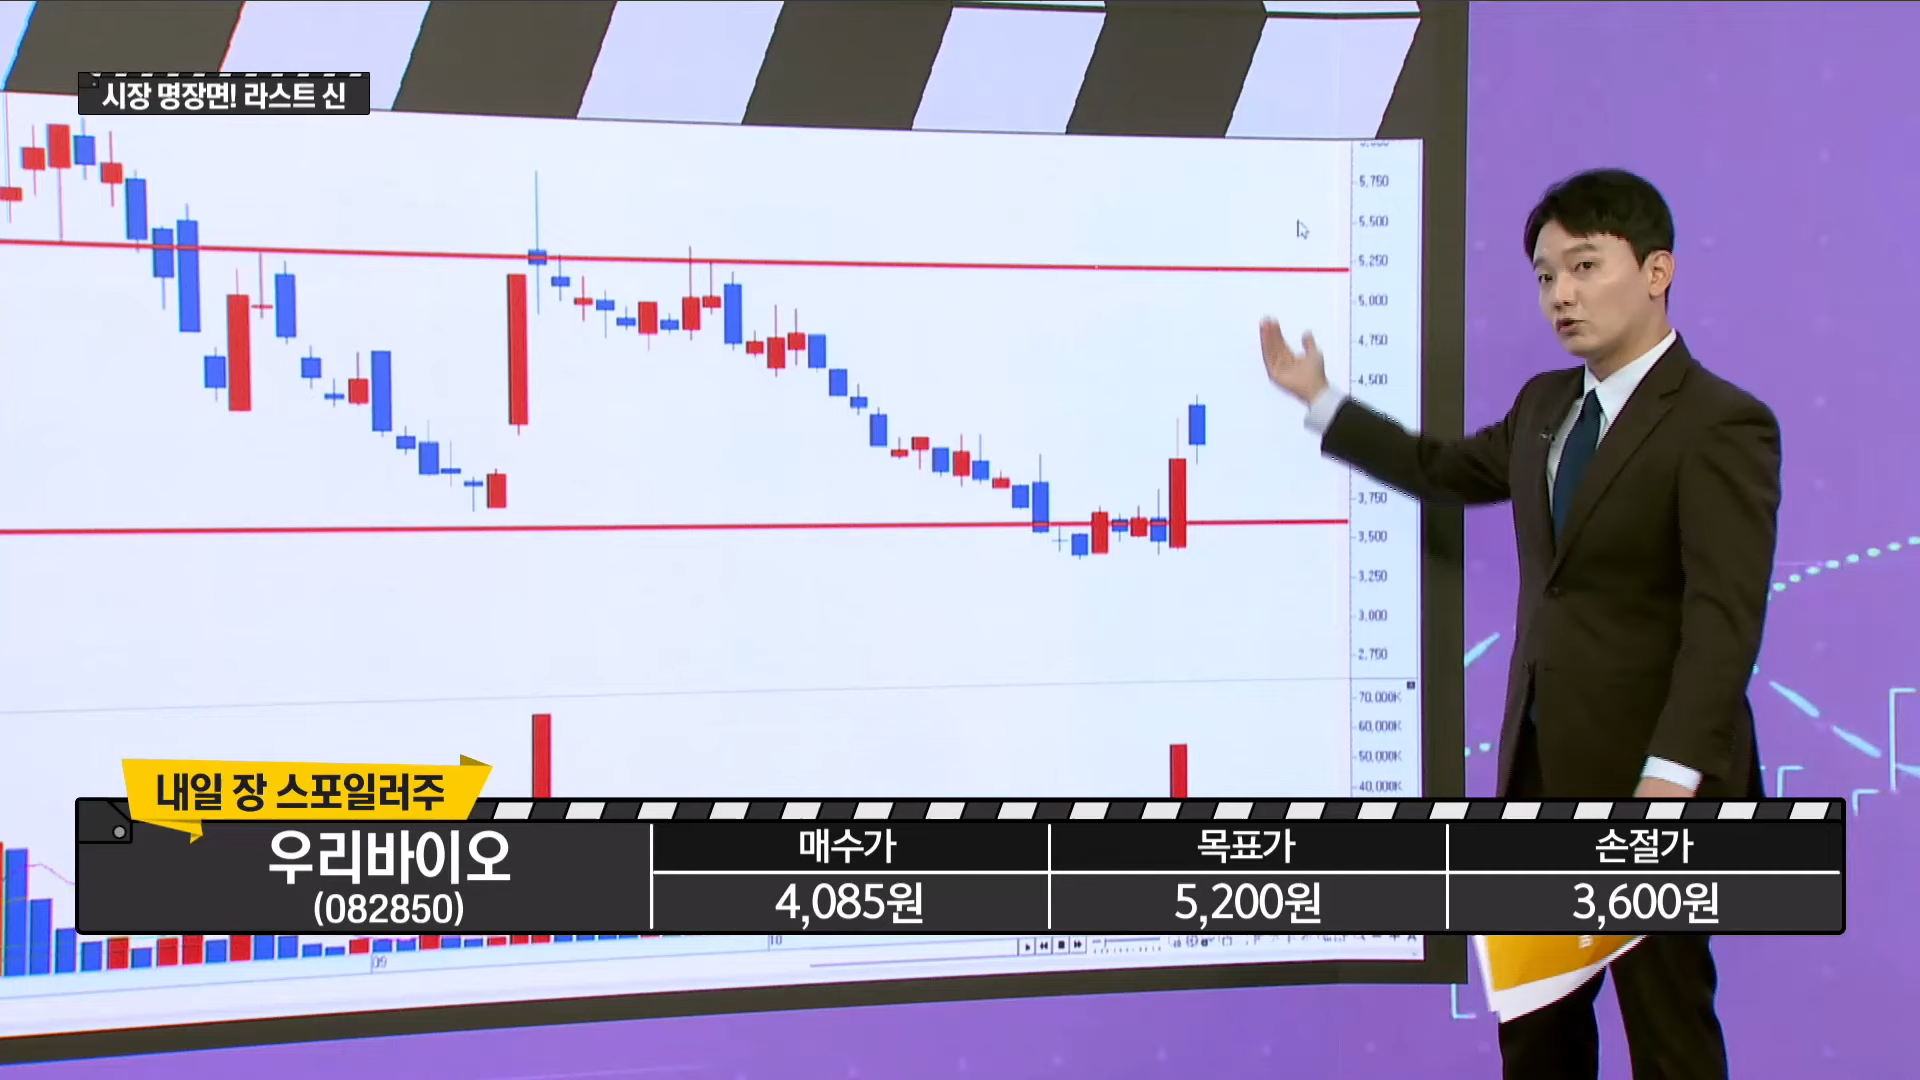 시장 명장면! 라스트 신
5,750
5,500
5,250
5,000
4,750
4,500
3,750
3,500
3,250
3,000
2,750
70,000K
60,000K
50,000K
40,000K
내일 장 스포일러주
우리바이오
(082850)
매수가
목표가
손절가
4,085원
5,200원
3,600원
10
09